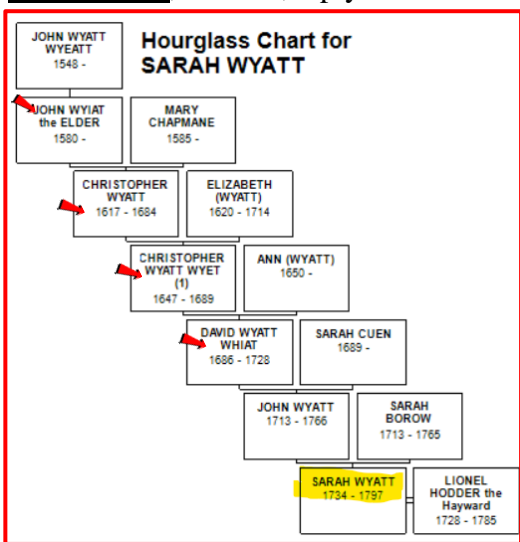 Hourglass Chart for
SARAH WYATT
JOHN WYATT
WYEATT
1548 -
JOHN WYIAT
the ELDER
1580 -
MARY
CHAPMANE
1585 -
CHRISTOPHER
WYATT
1617 - 1684
ELIZABETH
(WYATT)
1620 - 1714
CHRISTOPHER
WYATT WYET
(1)
1647 - 1689
ANN (WYATT)
1650 -
DAVID WYATT
WHIAT
1686 - 1728
SARAH CUEN
1689 -
JOHN WYATT
1713 - 1766
SARAH
BOROW
1713 - 1765
SARAH WYATT
1734 - 1797
LIONEL
HODDER the
Hayward
1728 - 1785